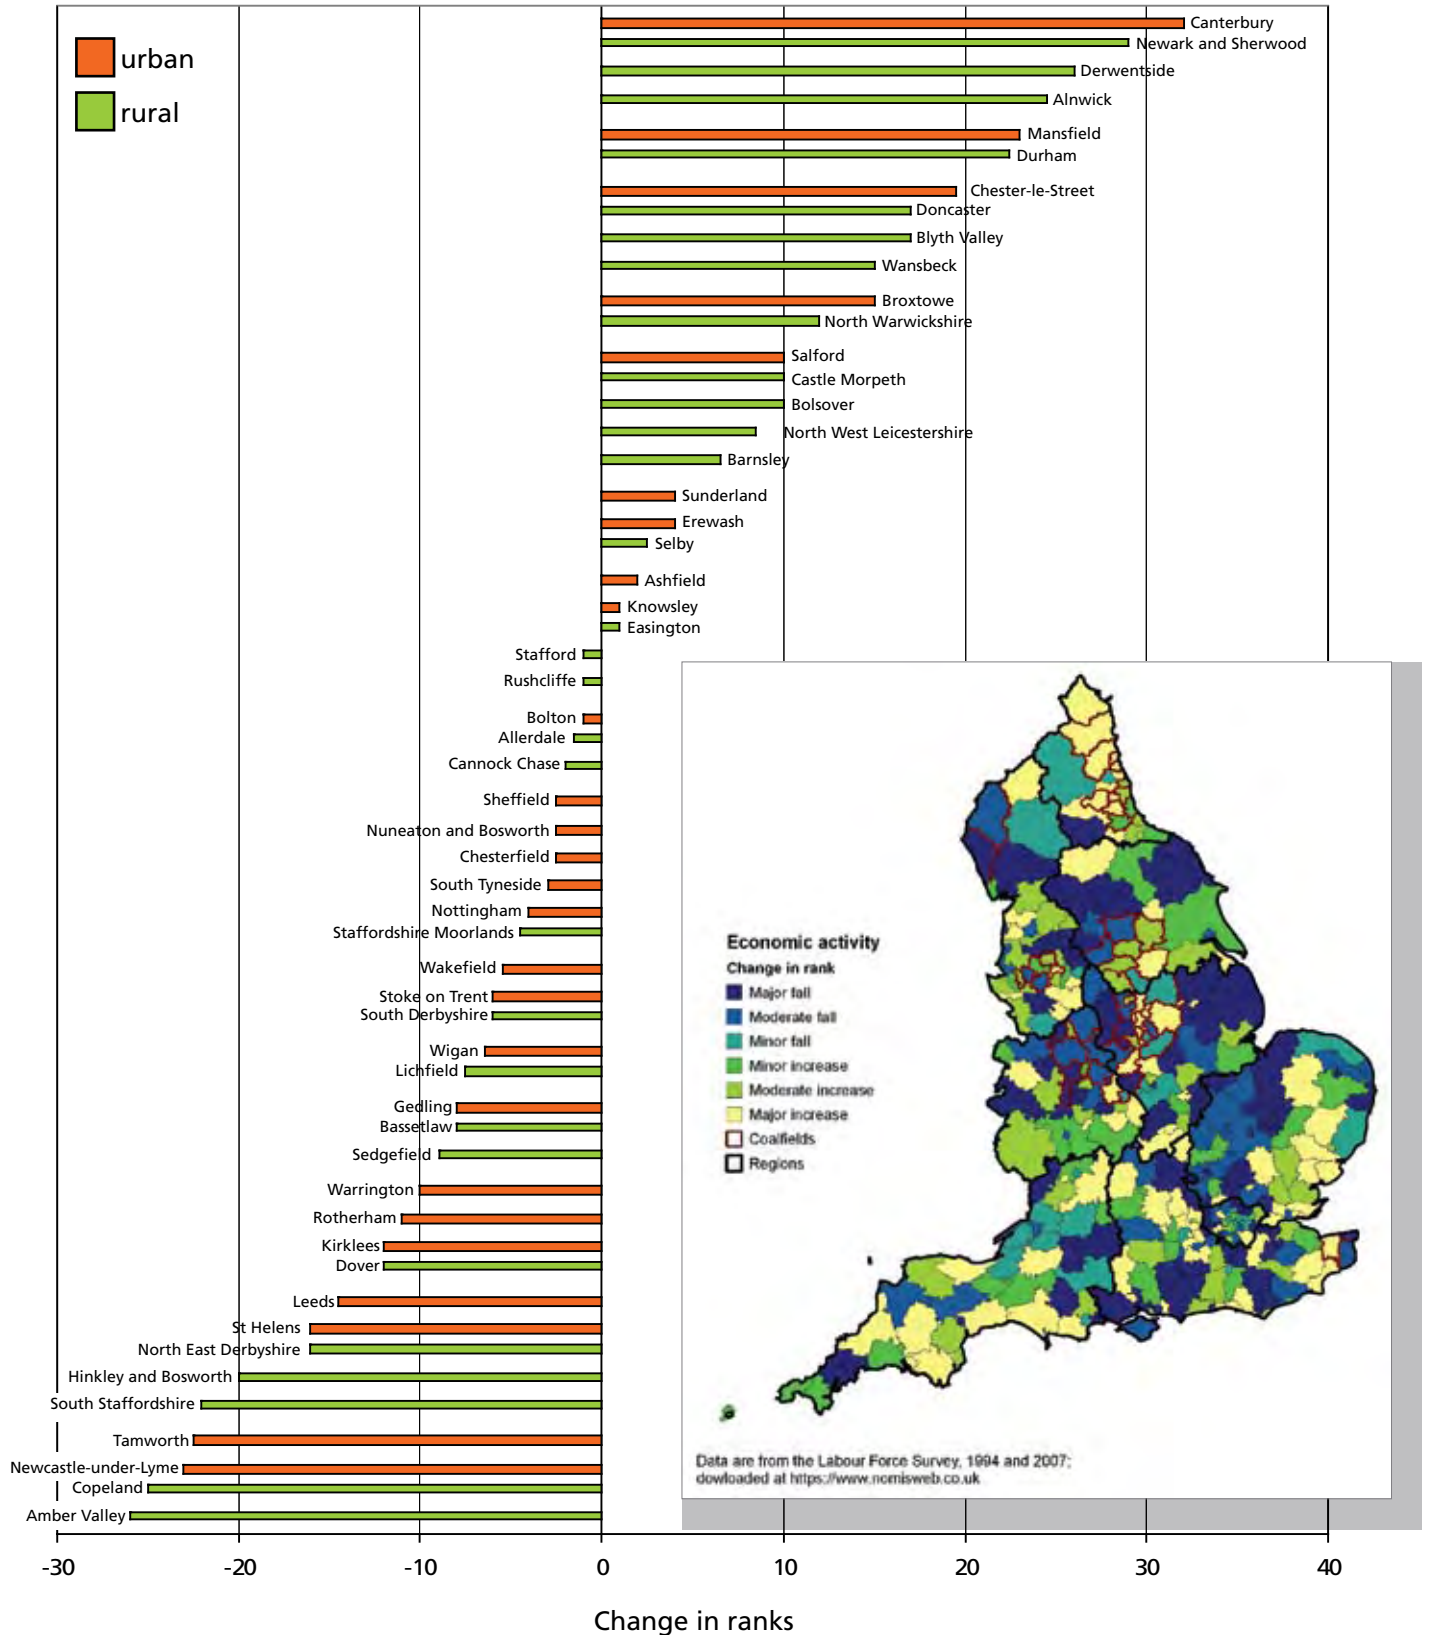 urban
rural
Canterbury
Newark and Sherwood
Derwentside
Alnwick
Mansfield
Durham
Chester-le-Street
Doncaster
Blyth Valley
Wansbeck
Broxtowe
North Warwickshire
Salford
Castle Morpeth
Bolsover
North West Leicestershire
Barnsley
Sunderland
Erewash
Selby
Ashfield
Knowsley
Easington
Stafford
Rushcliffe
Bolton
Allerdale
Cannock Chase
Sheffield
Nuneaton and Bosworth
Chesterfield
South Tyneside
Nottingham
Staffordshire Moorlands
Wakefield
Stoke on Trent
South Derbyshire
Wigan
Lichfield
Gedling
Bassetlaw
Sedgefield
Warrington
Rotherham
Kirklees
Dover
Leeds
St Helens
North East Derbyshire
Hinkley and Bosworth
South Staffordshire
Tamworth
Newcastle-under-Lyme
Copeland
Amber Valley
Economic activity
Change in rank
Major fall
Moderate fall
Minor fall
Minor increase
Moderate increase
Major increase
Coalfields
Regions
Data are from the Labour Force Survey, 1994 and 2007;
dowloaded at https://www.nomisweb.co.uk
-30 -20 -10 0 10 20 30 40
Change in ranks